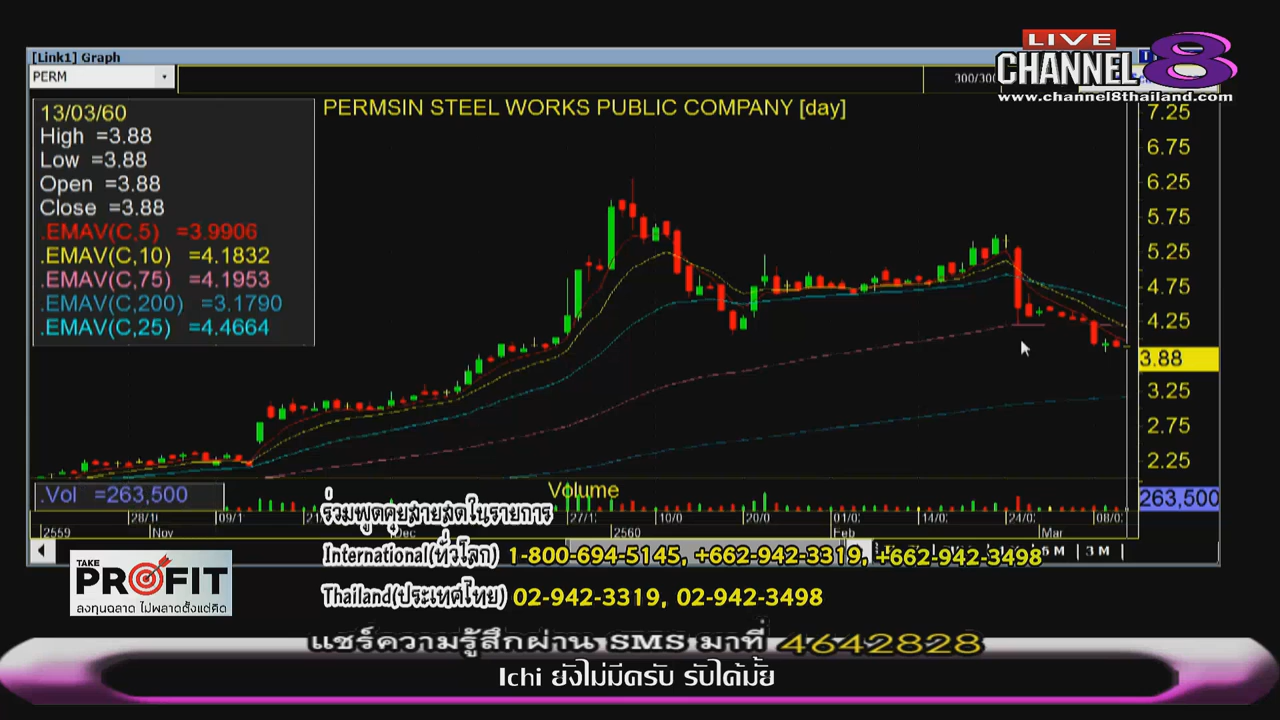 [Link1] Graph
PERM
300/300
LIVE
CHANNEL 8
www.channel8thailand.com
PERMSIN STEEL WORKS PUBLIC COMPANY [day]
13/03/60
High =3.88
Low =3.88
Open =3.88
Close =3.88
.EMAV(C,5) =3.9906
.EMAV(C,10) =4.1832
.EMAV(C,75) =4.1953
.EMAV(C,200) =3.1790
.EMAV(C,25) =4.4664
7.25
6.75
6.25
5.75
5.25
4.75
4.25
3.88
3.25
2.75
2.25
.Vol =263,500
Volume
263,500
28/10 09/1 27/1 10/0 20/0 01/0 14/0 24/0 08/0
2559 Nov Dec 2560 Feb Mar
6 M 3 M
ร่วมพูดคุยสายสดในรายการ
International(ทั่วโลก) 1-800-694-5145, +662-942-3319, +662-942-3498
Thailand(ประเทศไทย) 02-942-3319, 02-942-3498
TAKE
PROFIT
ลงทุนฉลาด ไม่พลาดตั้งแต่คิด
แชร์ความรู้สึกผ่าน SMS มาที่ 4642828
Ichi ยังไม่มีครับ รับได้มั้ย